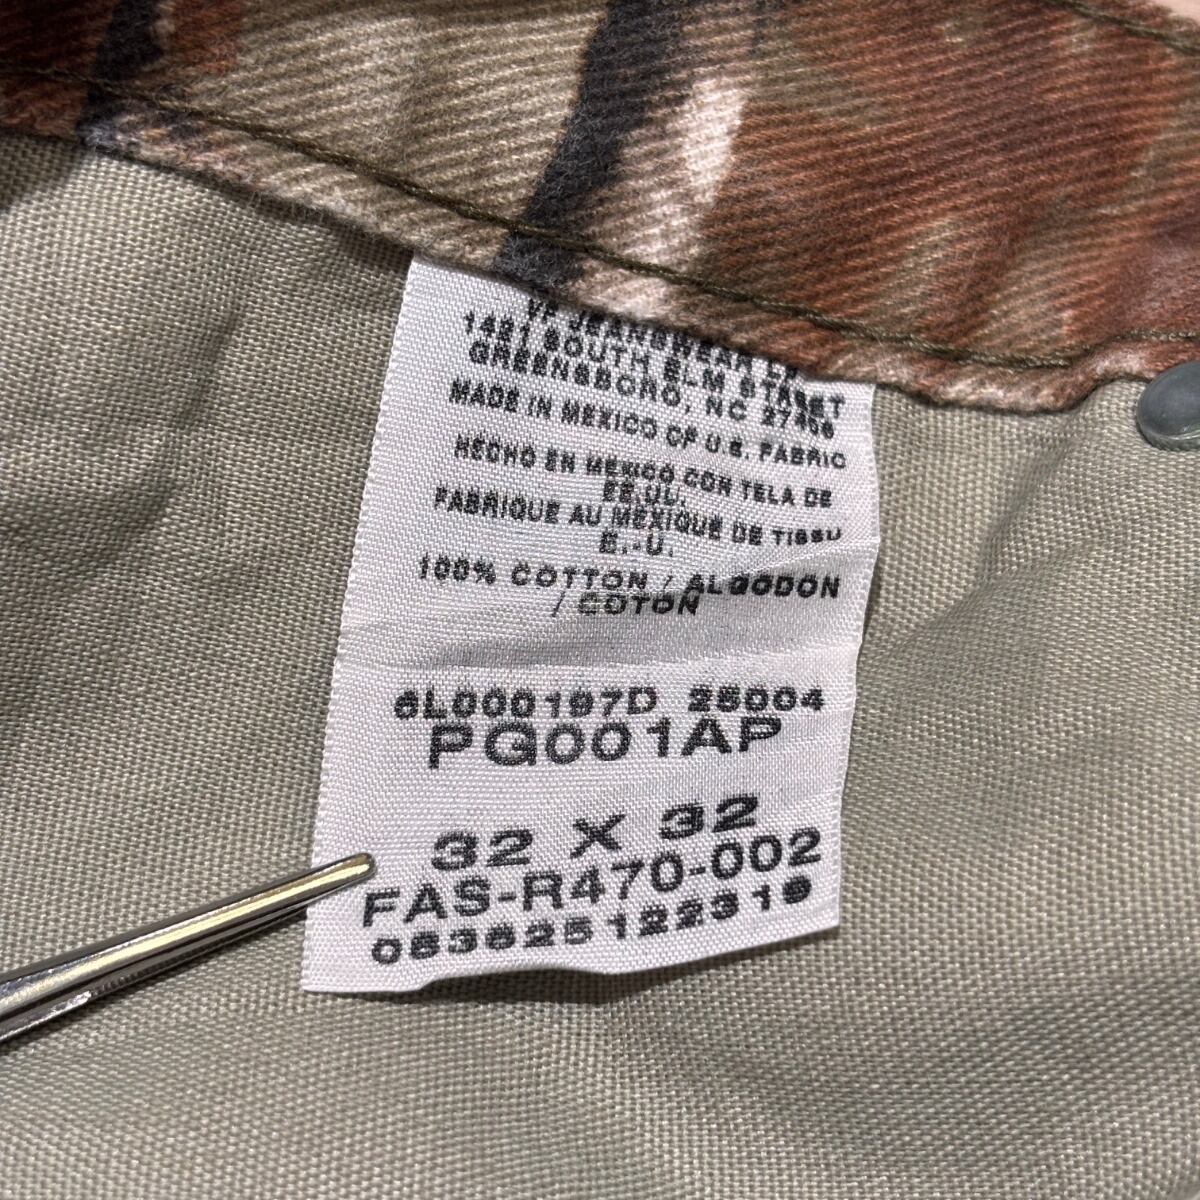 VF JEANSWEAR LP
1421 SOUTH ELM STREET
GREENSBORO, NC 27406
MADE IN MEXICO OF U.S. FABRIC
HECHO EN MEXICO CON TELA DE
EE.UU.
FABRIQUE AU MEXIQUE DE TISSU
E.-U.
100% COTTON / ALGODON
/ COTON
6L000197D 25004
PG001AP
32 X 32
FAS-R470-002